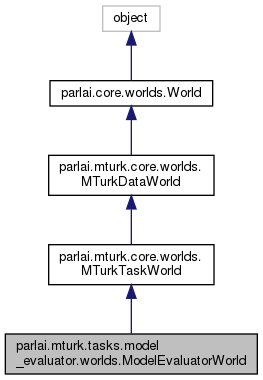 object
parlai.core.worlds.World
parlai.mturk.core.worlds.
MTurkDataWorld
parlai.mturk.core.worlds.
MTurkTaskWorld
parlai.mturk.tasks.model
_evaluator.worlds.ModelEvaluatorWorld